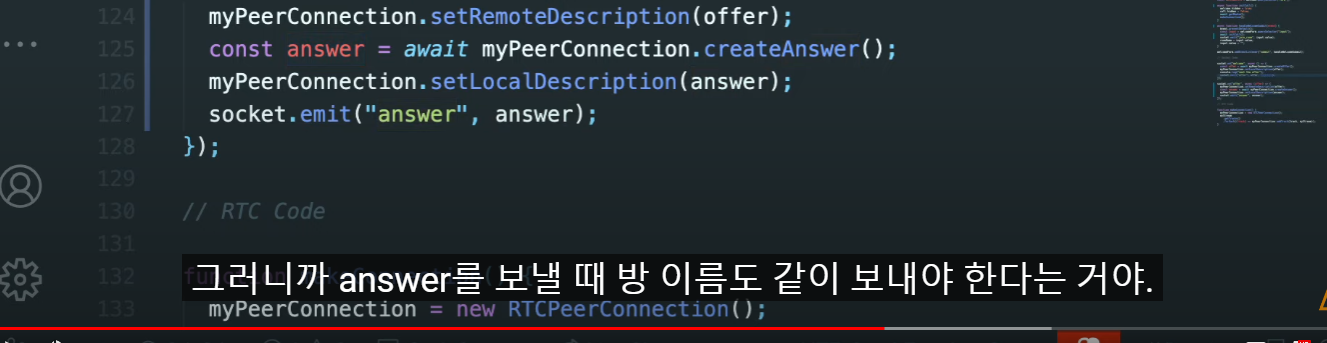 124 myPeerConnection.setRemoteDescription(offer);
125 const answer = await myPeerConnection.createAnswer();
126 myPeerConnection.setLocalDescription(answer);
127 socket.emit("answer", answer);
128 });
129
130 // RTC Code
131
132
그러니까 answer를 보낼 때 방 이름도 같이 보내야 한다는 거야.
133 myPeerConnection = new RTCPeerConnection();